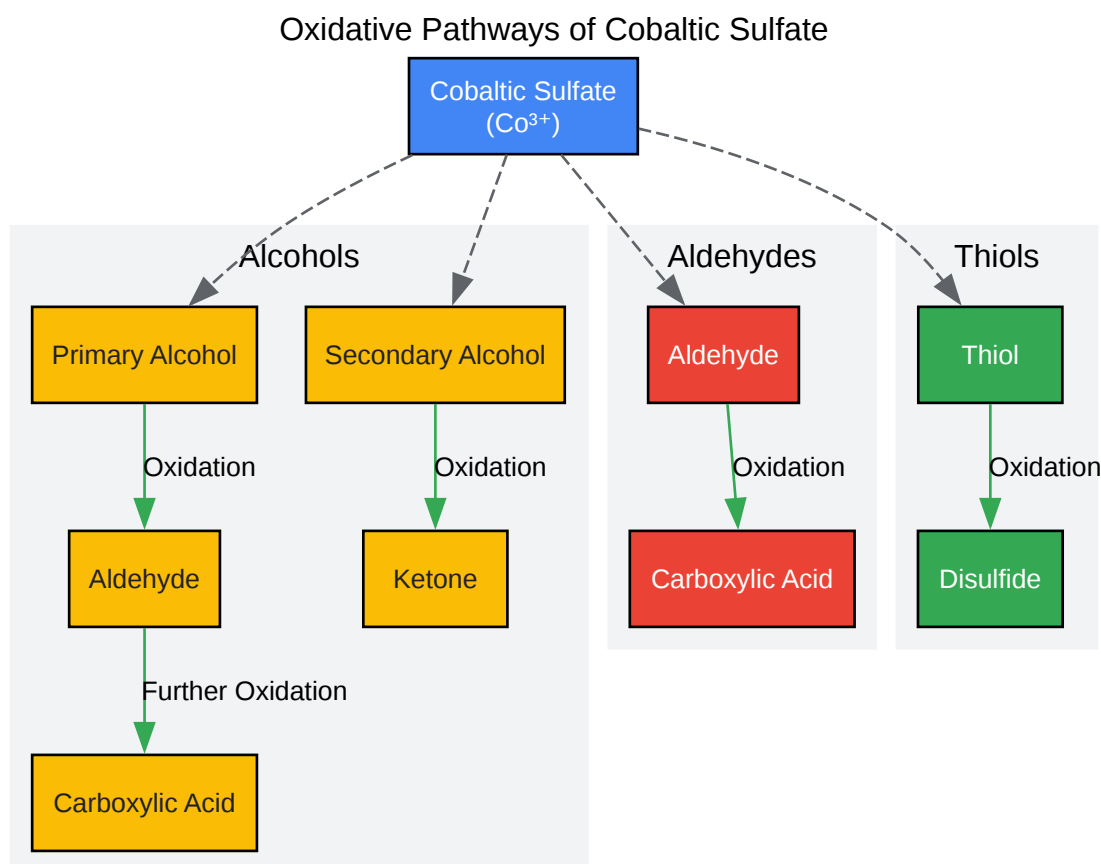 Oxidative Pathways of Cobaltic Sulfate
Cobaltic Sulfate
(Co³⁺)
Alcohols
Aldehydes
Thiols
Primary Alcohol
Secondary Alcohol
Aldehyde
Thiol
Oxidation
Oxidation
Oxidation
Oxidation
Aldehyde
Ketone
Carboxylic Acid
Disulfide
Further Oxidation
Carboxylic Acid